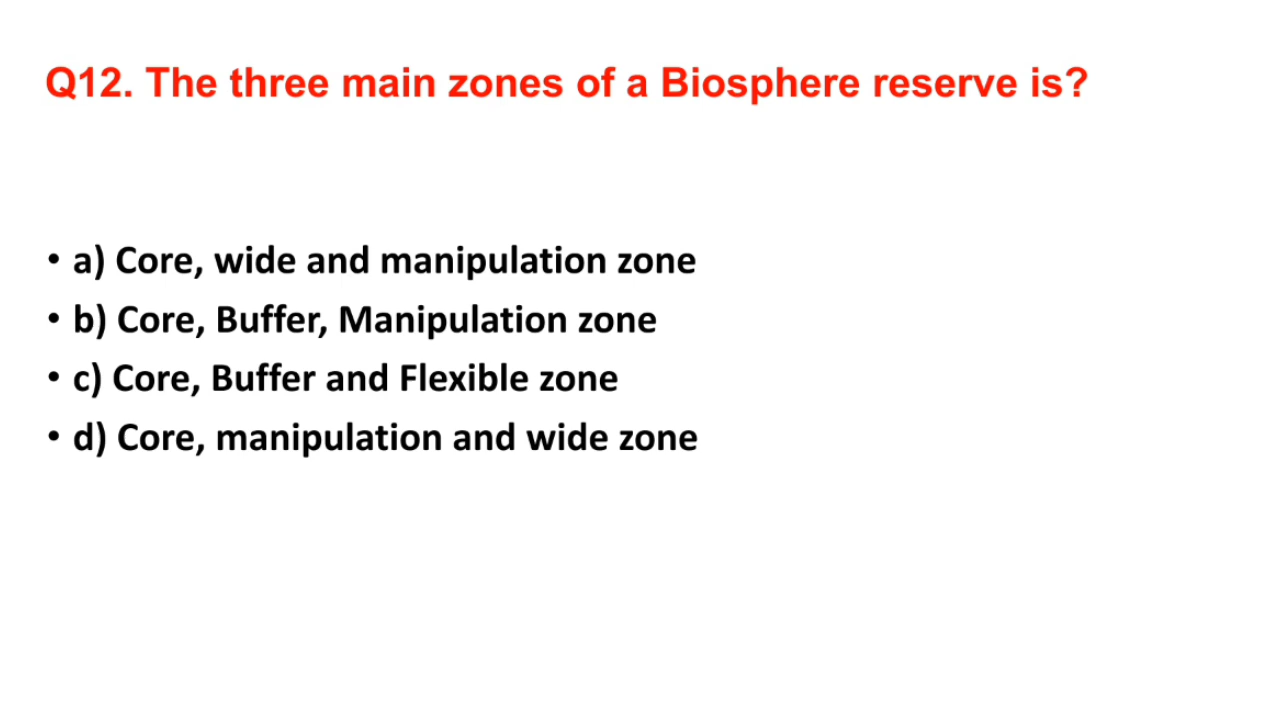 Q12. The three main zones of a Biosphere reserve is?
• a) Core, wide and manipulation zone
• b) Core, Buffer, Manipulation zone
• c) Core, Buffer and Flexible zone
• d) Core, manipulation and wide zone